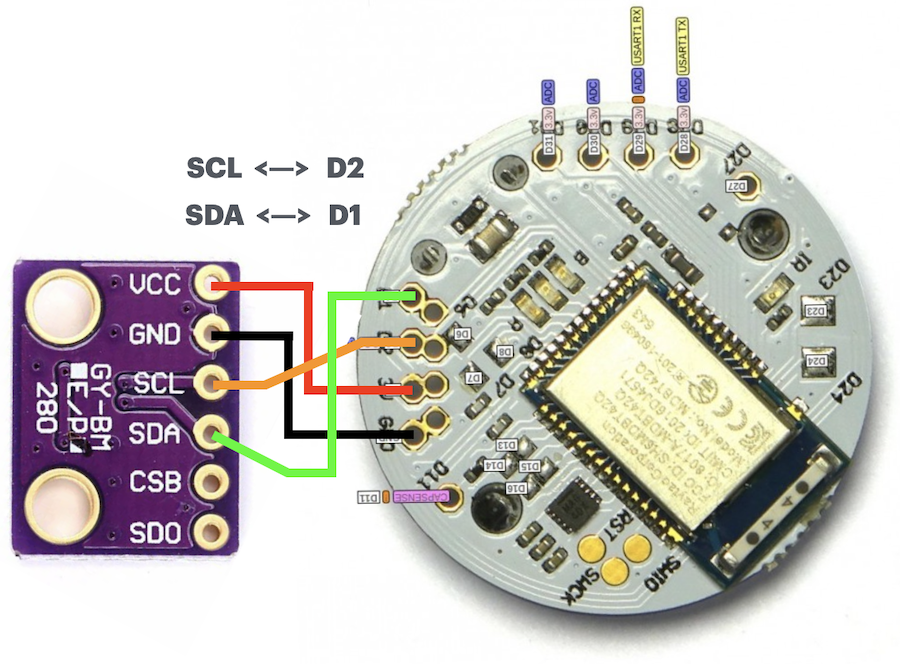 USART1 RX
USART1 TX
ADC
ADC
ADC
ADC
3.3v
3.3v
3.3v
3.3v
D31
D30
D29
D28
D27
D27
SCL <—> D2
SDA <—> D1
IR
B
D23
D23
VCC
GND
SCL
SDA
CSB
SDO
GY-BM
E/P
280
D6
D8
D8
R
D7
D7
D24
D24
D13
D14
D15
D16
D11
D11
CAPSENSE
RST
SWIO
SWCK